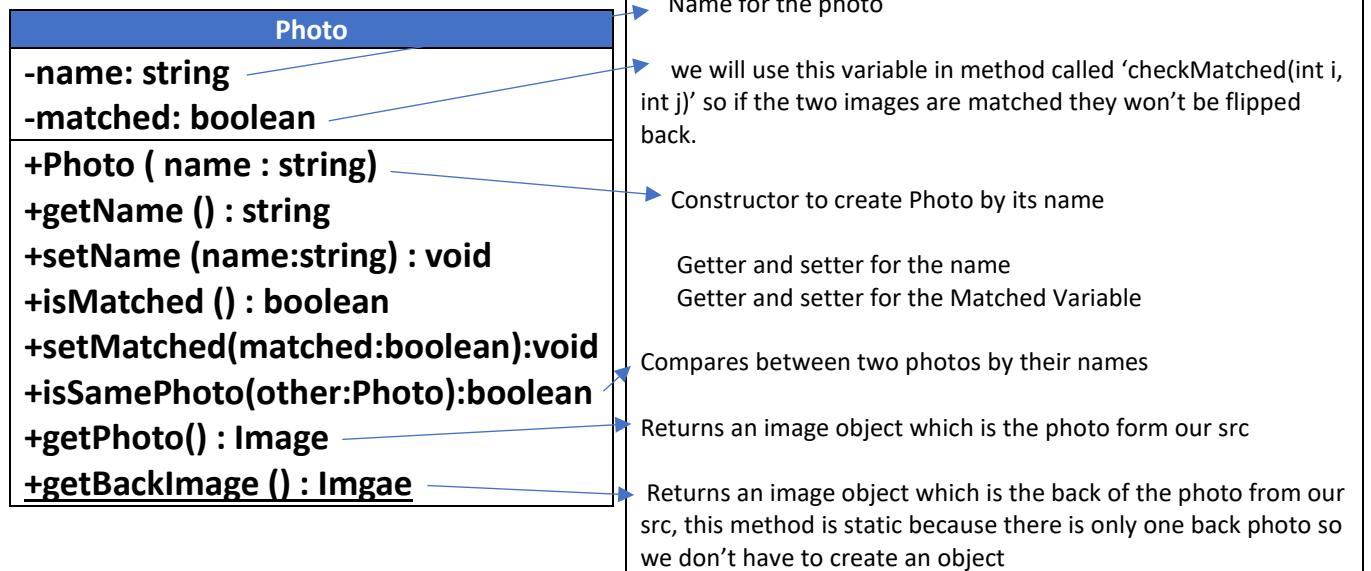 Photo
-name: string
-matched: boolean
+Photo ( name : string)
+getName () : string
+setName (name:string) : void
+isMatched () : boolean
+setMatched(matched:boolean):void
+isSamePhoto(other:Photo):boolean
+getPhoto() : Image
+getBackImage () : Imgae
Name for the photo
we will use this variable in method called ‘checkMatched(int i,
int j)’ so if the two images are matched they won’t be flipped
back.
Constructor to create Photo by its name
Getter and setter for the name
Getter and setter for the Matched Variable
Compares between two photos by their names
Returns an image object which is the photo form our src
Returns an image object which is the back of the photo from our
src, this method is static because there is only one back photo so
we don’t have to create an object